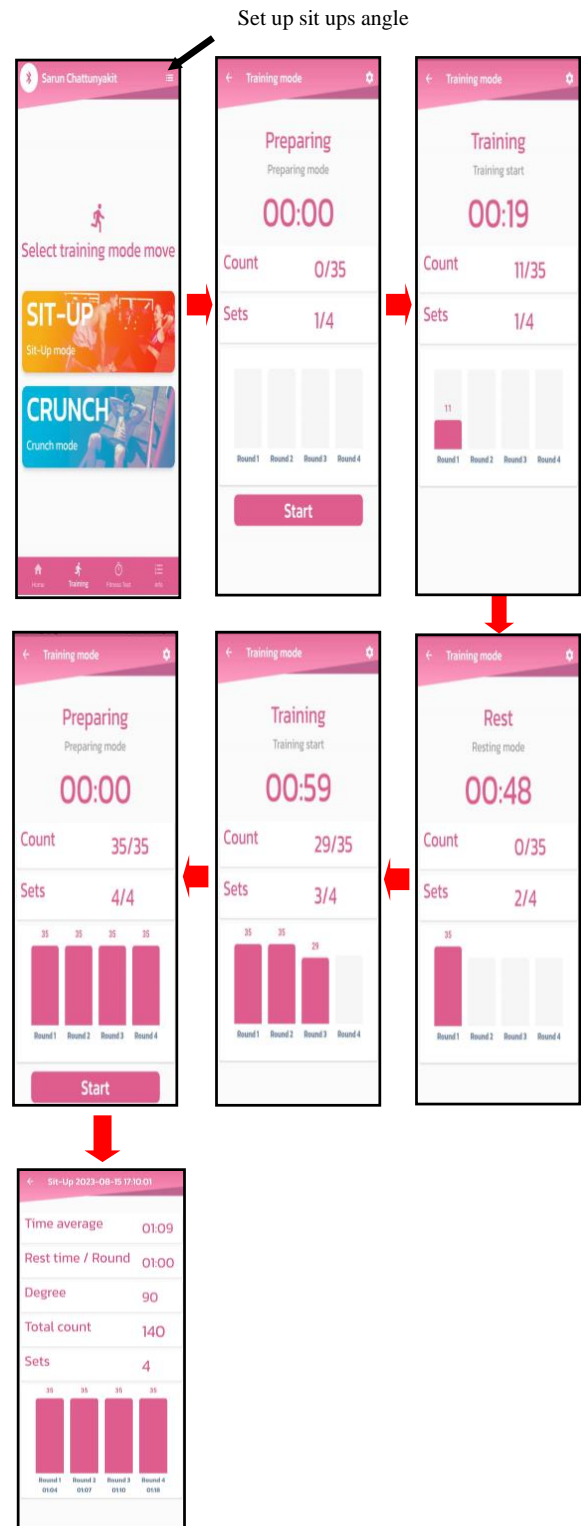 Set up sit ups angle
Sarun Chattunyakit
Select training mode move
SIT-UP
Sit-Up mode
CRUNCH
Crunch mode
Home Training Fitness Test Info
Training mode
Preparing
Preparing mode
00:00
Count 0/35
Sets 1/4
Round 1 Round 2 Round 3 Round 4
Start
Training mode
Training
Training start
00:19
Count 11/35
Sets 1/4
11
Round 1 Round 2 Round 3 Round 4
Training mode
Rest
Resting mode
00:48
Count 0/35
Sets 2/4
35
Round 1 Round 2 Round 3 Round 4
Training mode
Training
Training start
00:59
Count 29/35
Sets 3/4
35 35 29
Round 1 Round 2 Round 3 Round 4
Training mode
Preparing
Preparing mode
00:00
Count 35/35
Sets 4/4
35 35 35 35
Round 1 Round 2 Round 3 Round 4
Start
Sit-Up 2023-08-15 17:10:01
Time average 01:09
Rest time / Round 01:00
Degree 90
Total count 140
Sets 4
35 35 35 35
Round 1 Round 2 Round 3 Round 4
01:04 01:07 01:10 01:18